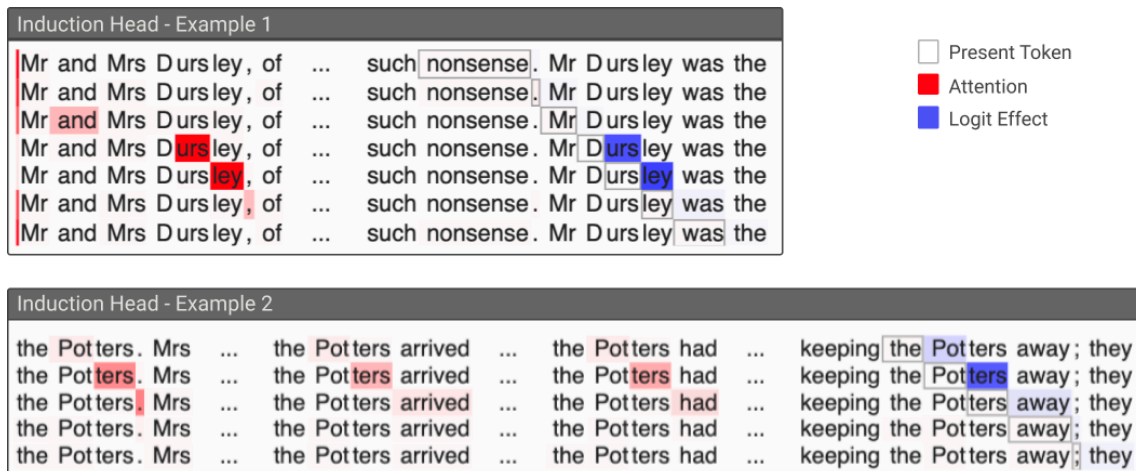 Induction Head - Example 1
Mr and Mrs Dursley, of ... such nonsense. Mr Dursley was the
Mr and Mrs Dursley, of ... such nonsense. Mr Dursley was the
Mr and Mrs Dursley, of ... such nonsense. Mr Dursley was the
Mr and Mrs Dursley, of ... such nonsense. Mr Dursley was the
Mr and Mrs Dursley, of ... such nonsense. Mr Dursley was the
Mr and Mrs Dursley, of ... such nonsense. Mr Dursley was the
Mr and Mrs Dursley, of ... such nonsense. Mr Dursley was the
Present Token
Attention
Logit Effect
Induction Head - Example 2
the Potters. Mrs ... the Potters arrived ... the Potters had ... keeping the Potters away; they
the Potters. Mrs ... the Potters arrived ... the Potters had ... keeping the Potters away; they
the Potters. Mrs ... the Potters arrived ... the Potters had ... keeping the Potters away; they
the Potters. Mrs ... the Potters arrived ... the Potters had ... keeping the Potters away; they
the Potters. Mrs ... the Potters arrived ... the Potters had ... keeping the Potters away; they